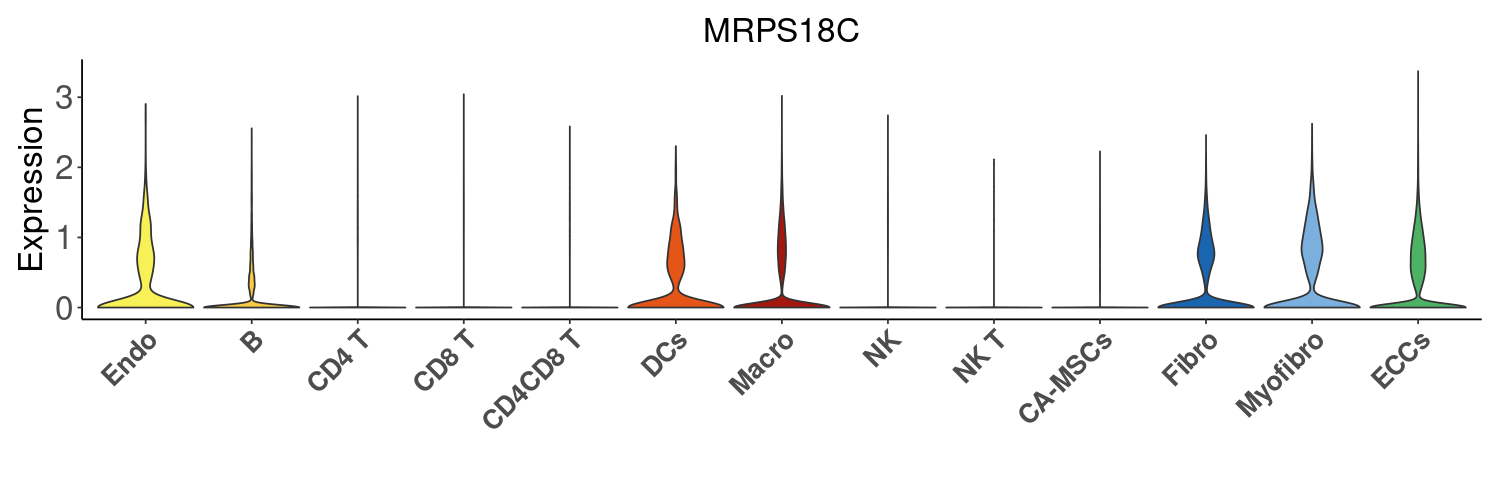 MRPS18C
Expression
3
2
1
0
Endo
B
CD4 T
CD8 T
CD4CD8 T
DCs
Macro
NK
NK T
CA-MSCs
Fibro
Myofibro
ECCs